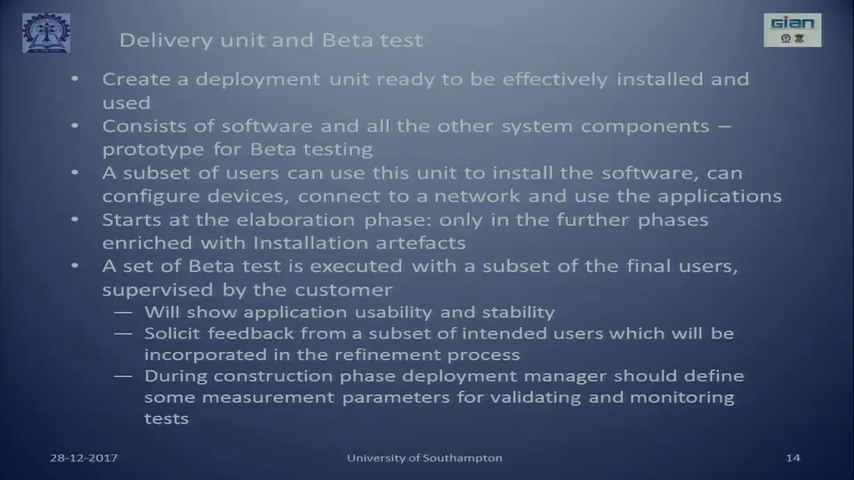 Delivery unit and Beta test
GIAN
• Create a deployment unit ready to be effectively installed and
used
• Consists of software and all the other system components –
prototype for Beta testing
• A subset of users can use this unit to install the software, can
configure devices, connect to a network and use the applications
• Starts at the elaboration phase: only in the further phases
enriched with Installation artefacts
• A set of Beta test is executed with a subset of the final users,
supervised by the customer
— Will show application usability and stability
— Solicit feedback from a subset of intended users which will be
incorporated in the refinement process
— During construction phase deployment manager should define
some measurement parameters for validating and monitoring
tests
28-12-2017
University of Southampton
14